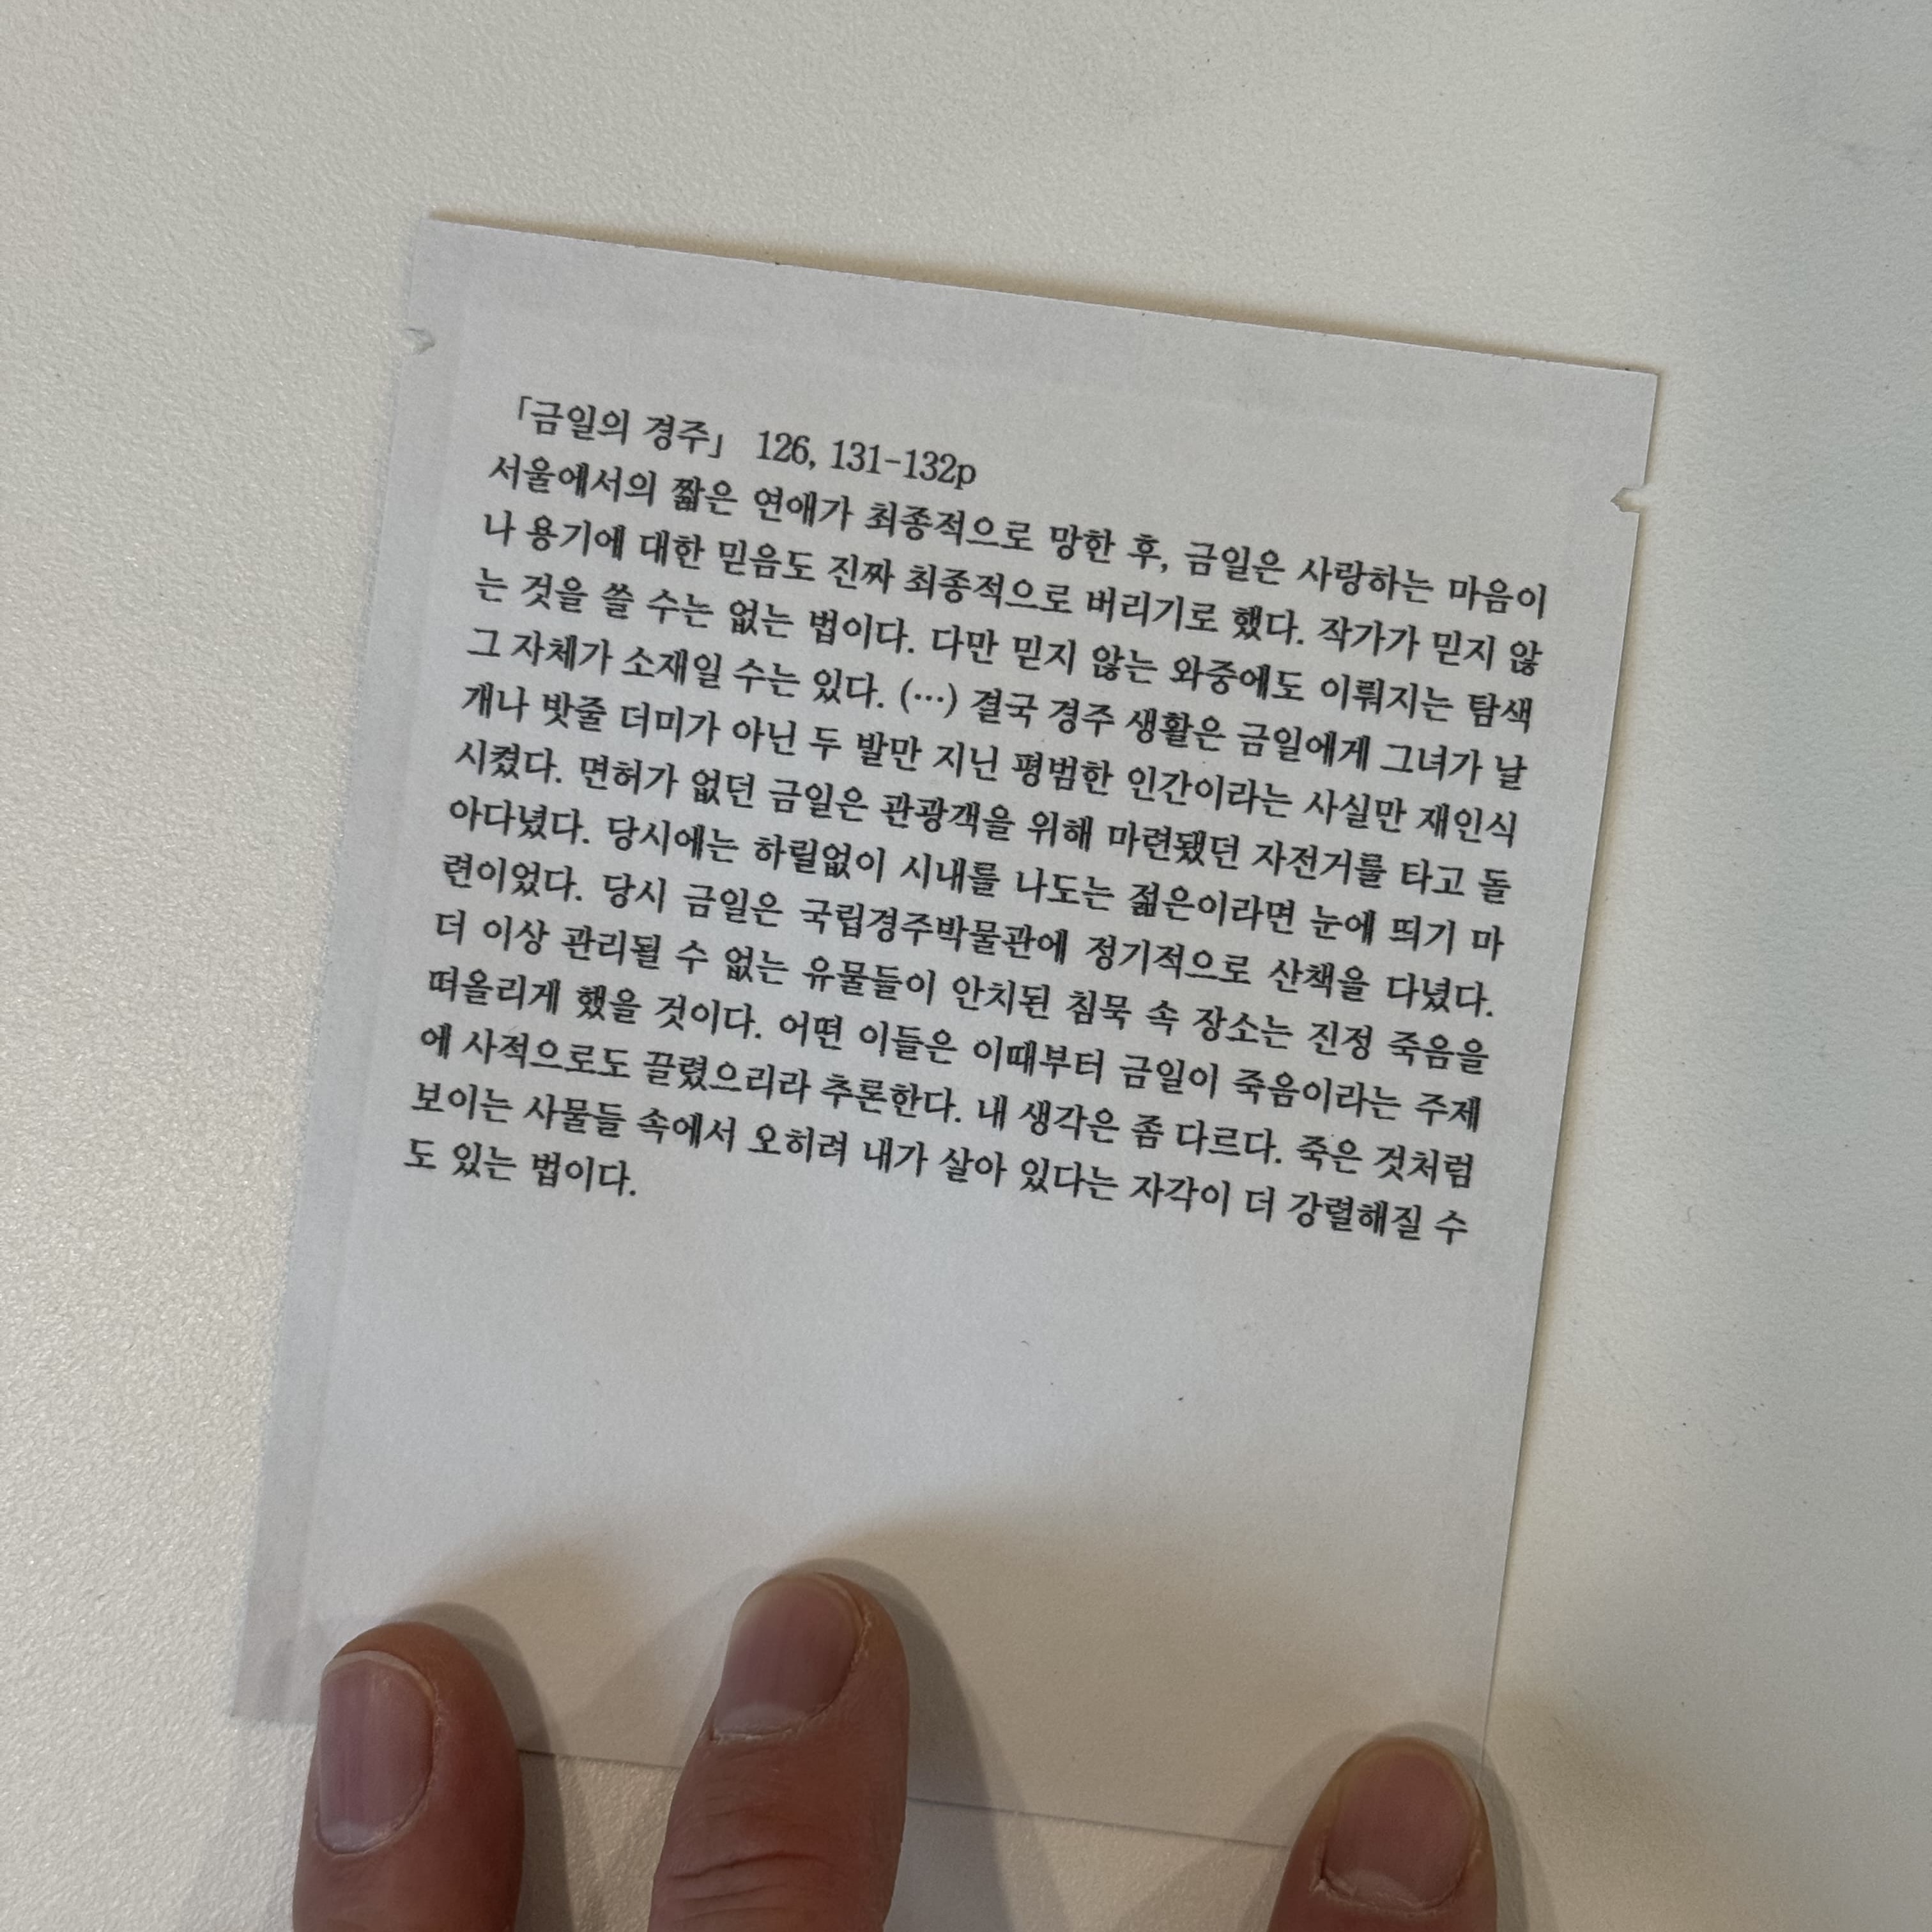 「금일의 경주」 126, 131-132p
서울에서의 짧은 연애가 최종적으로 망한 후, 금일은 사랑하는 마음이
나 용기에 대한 믿음도 진짜 최종적으로 버리기로 했다. 작가가 믿지 않
는 것을 쓸 수는 없는 법이다. 다만 믿지 않는 와중에도 이뤄지는 탐색
그 자체가 소재일 수는 있다. (…) 결국 경주 생활은 금일에게 그녀가 날
개나 밧줄 더미가 아닌 두 발만 지닌 평범한 인간이라는 사실만 재인식
시켰다. 면허가 없던 금일은 관광객을 위해 마련됐던 자전거를 타고 돌
아다녔다. 당시에는 하릴없이 시내를 나도는 젊은이라면 눈에 띄기 마
련이었다. 당시 금일은 국립경주박물관에 정기적으로 산책을 다녔다.
더 이상 관리될 수 없는 유물들이 안치된 침묵 속 장소는 진정 죽음을
떠올리게 했을 것이다. 어떤 이들은 이때부터 금일이 죽음이라는 주제
에 사적으로도 끌렸으리라 추론한다. 내 생각은 좀 다르다. 죽은 것처럼
보이는 사물들 속에서 오히려 내가 살아 있다는 자각이 더 강렬해질 수
도 있는 법이다.